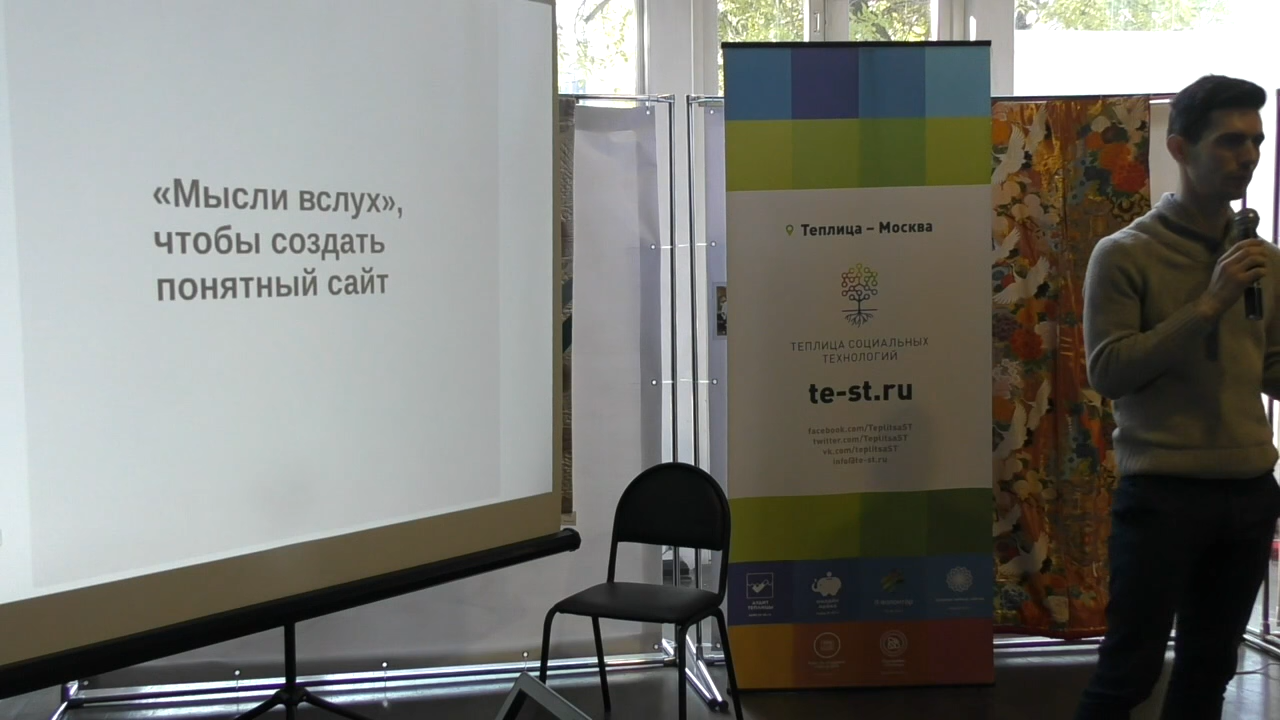 «Мысли вслух»,
чтобы создать
понятный сайт
Теплица – Москва
ТЕПЛИЦА СОЦИАЛЬНЫХ
ТЕХНОЛОГИЙ
te-st.ru
facebook.com/TeplitsaST
twitter.com/TeplitsaST
vk.com/teplitsaST
info@te-st.ru